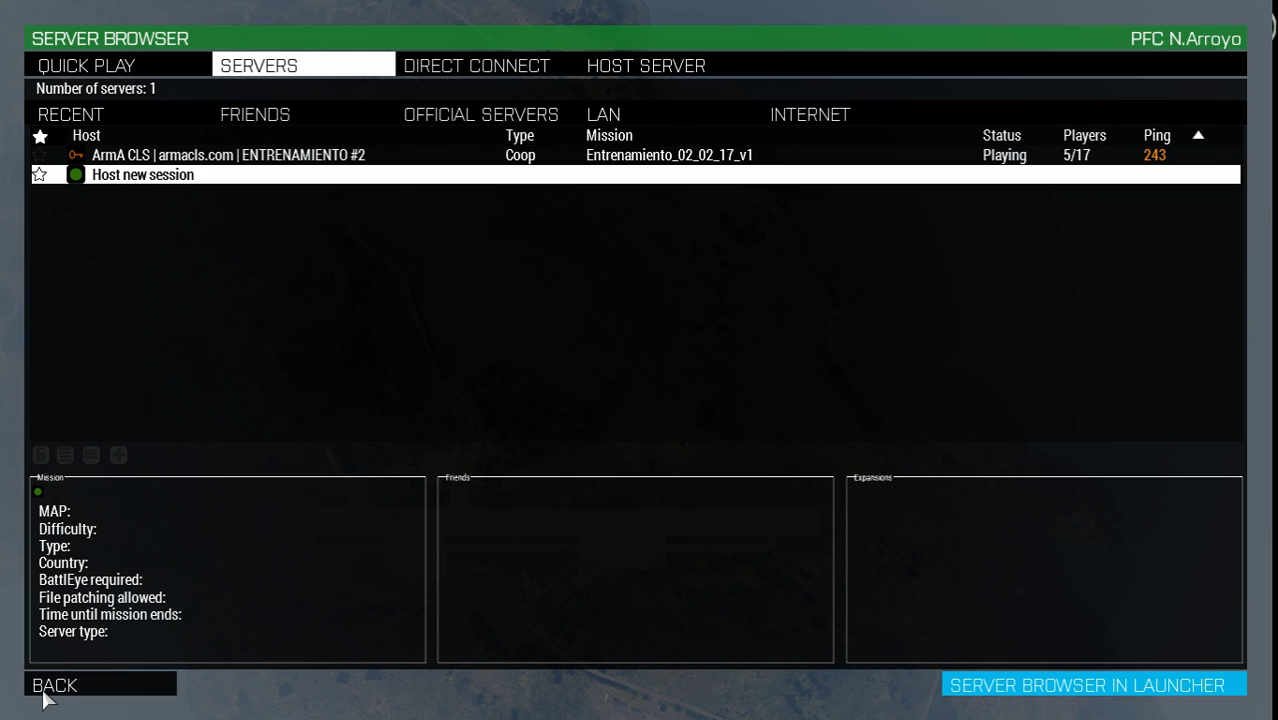 SERVER BROWSER PFC N.Arroyo
QUICK PLAY SERVERS DIRECT CONNECT HOST SERVER
Number of servers: 1
RECENT FRIENDS OFFICIAL SERVERS LAN INTERNET
Host Type Mission Status Players Ping
ArmA CLS | armacls.com | ENTRENAMIENTO #2 Coop Entrenamiento_02_02_17_v1 Playing 5/17 243
Host new session
BE
Mission Friends Expansions
MAP:
Difficulty:
Type:
Country:
BattlEye required:
File patching allowed:
Time until mission ends:
Server type:
BACK SERVER BROWSER IN LAUNCHER